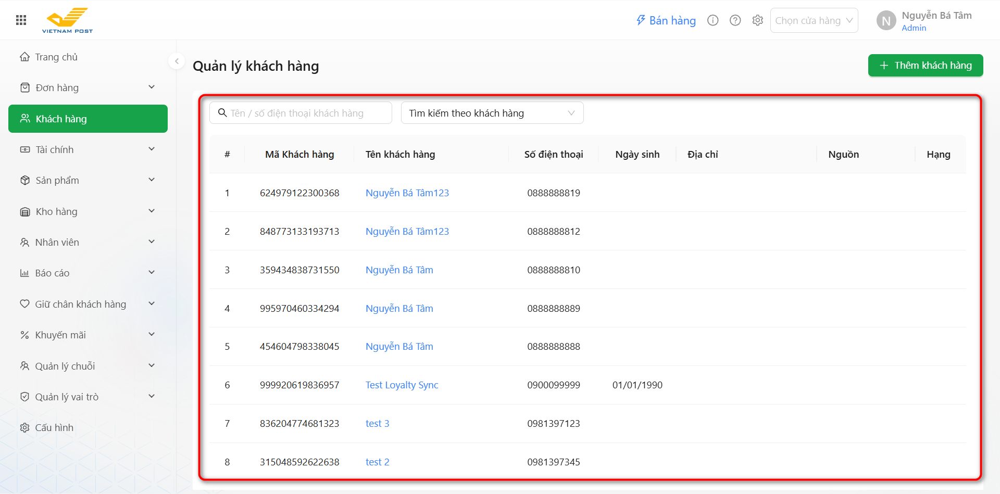 VIETNAM POST
Bán hàng
Chọn cửa hàng
N
Nguyễn Bá Tâm
Admin
Trang chủ
Đơn hàng
Khách hàng
Tài chính
Sản phẩm
Kho hàng
Nhân viên
Báo cáo
Giữ chân khách hàng
Khuyến mãi
Quản lý chuỗi
Quản lý vai trò
Cấu hình
Quản lý khách hàng
Thêm khách hàng
Tên / số điện thoại khách hàng
Tìm kiếm theo khách hàng
# Mã Khách hàng Tên khách hàng Số điện thoại Ngày sinh Địa chỉ Nguồn Hạng
1 624979122300368 Nguyễn Bá Tâm123 0888888819
2 848773133193713 Nguyễn Bá Tâm123 0888888812
3 359434838731550 Nguyễn Bá Tâm 0888888810
4 995970460334294 Nguyễn Bá Tâm 0888888889
5 454604798338045 Nguyễn Bá Tâm 0888888888
6 999920619836957 Test Loyalty Sync 0900099999 01/01/1990
7 836204774681323 test 3 0981397123
8 315048592622638 test 2 0981397345